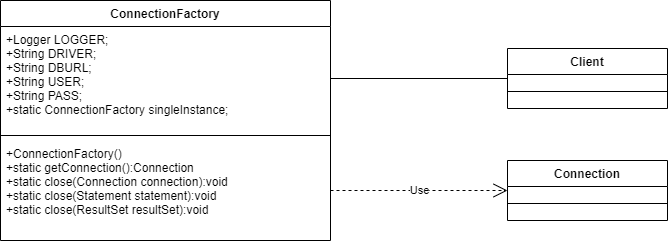 ConnectionFactory
+Logger LOGGER;
+String DRIVER;
+String DBURL;
+String USER;
+String PASS;
+static ConnectionFactory singleInstance;
+ConnectionFactory()
+static getConnection():Connection
+static close(Connection connection):void
+static close(Statement statement):void
+static close(ResultSet resultSet):void
Client
Use
Connection